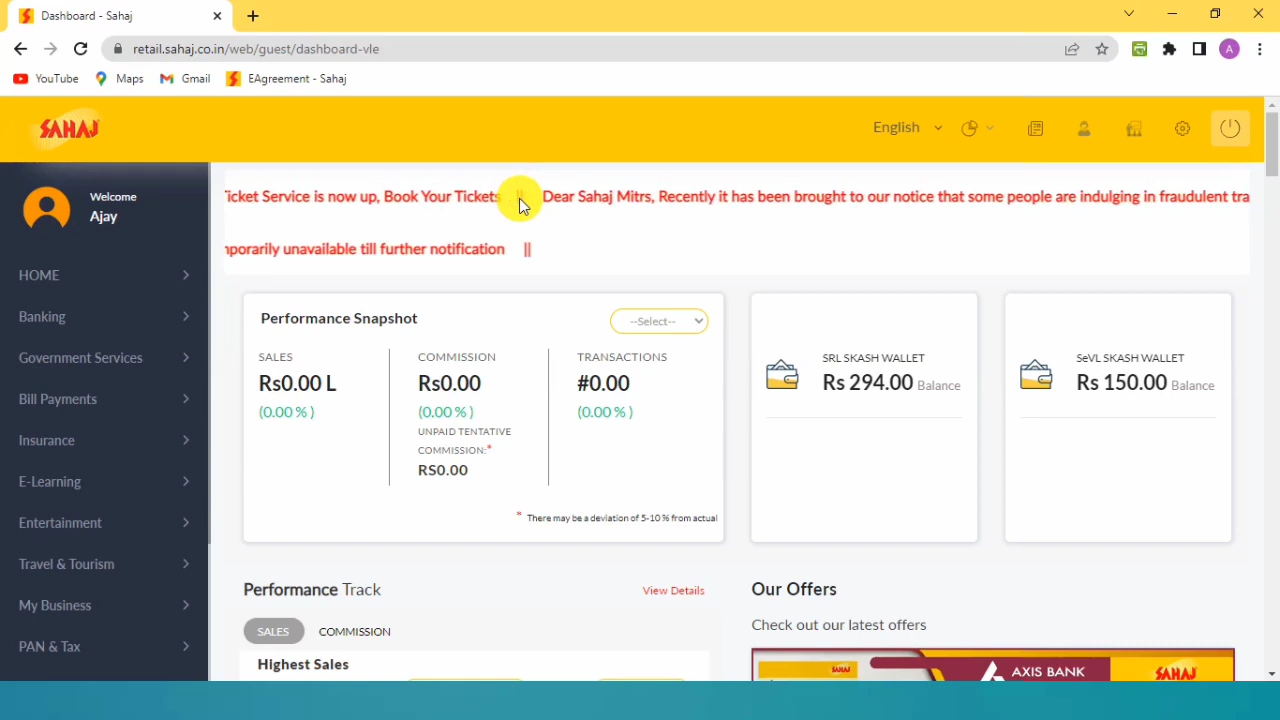 Dashboard - Sahaj
retail.sahaj.co.in/web/guest/dashboard-vle
A
YouTube
Maps
Gmail
EAgreement - Sahaj
SAHAJ
English
Welcome
Ajay
Ticket Service is now up, Book Your Tickets || Dear Sahaj Mitrs, Recently it has been brought to our notice that some people are indulging in fraudulent tra
nporarily unavailable till further notification ||
HOME
Banking
Government Services
Bill Payments
Insurance
E-Learning
Entertainment
Travel & Tourism
My Business
PAN & Tax
Performance Snapshot
--Select--
SALES
Rs0.00 L
(0.00 % )
COMMISSION
Rs0.00
(0.00 % )
UNPAID TENTATIVE
COMMISSION:*
RS0.00
TRANSACTIONS
#0.00
(0.00 % )
* There may be a deviation of 5-10 % from actual
SRL SKASH WALLET
Rs 294.00 Balance
SeVL SKASH WALLET
Rs 150.00 Balance
Performance Track
View Details
SALES
COMMISSION
Highest Sales
Our Offers
Check out our latest offers
SAHAJ
AXIS BANK
SAHAJ